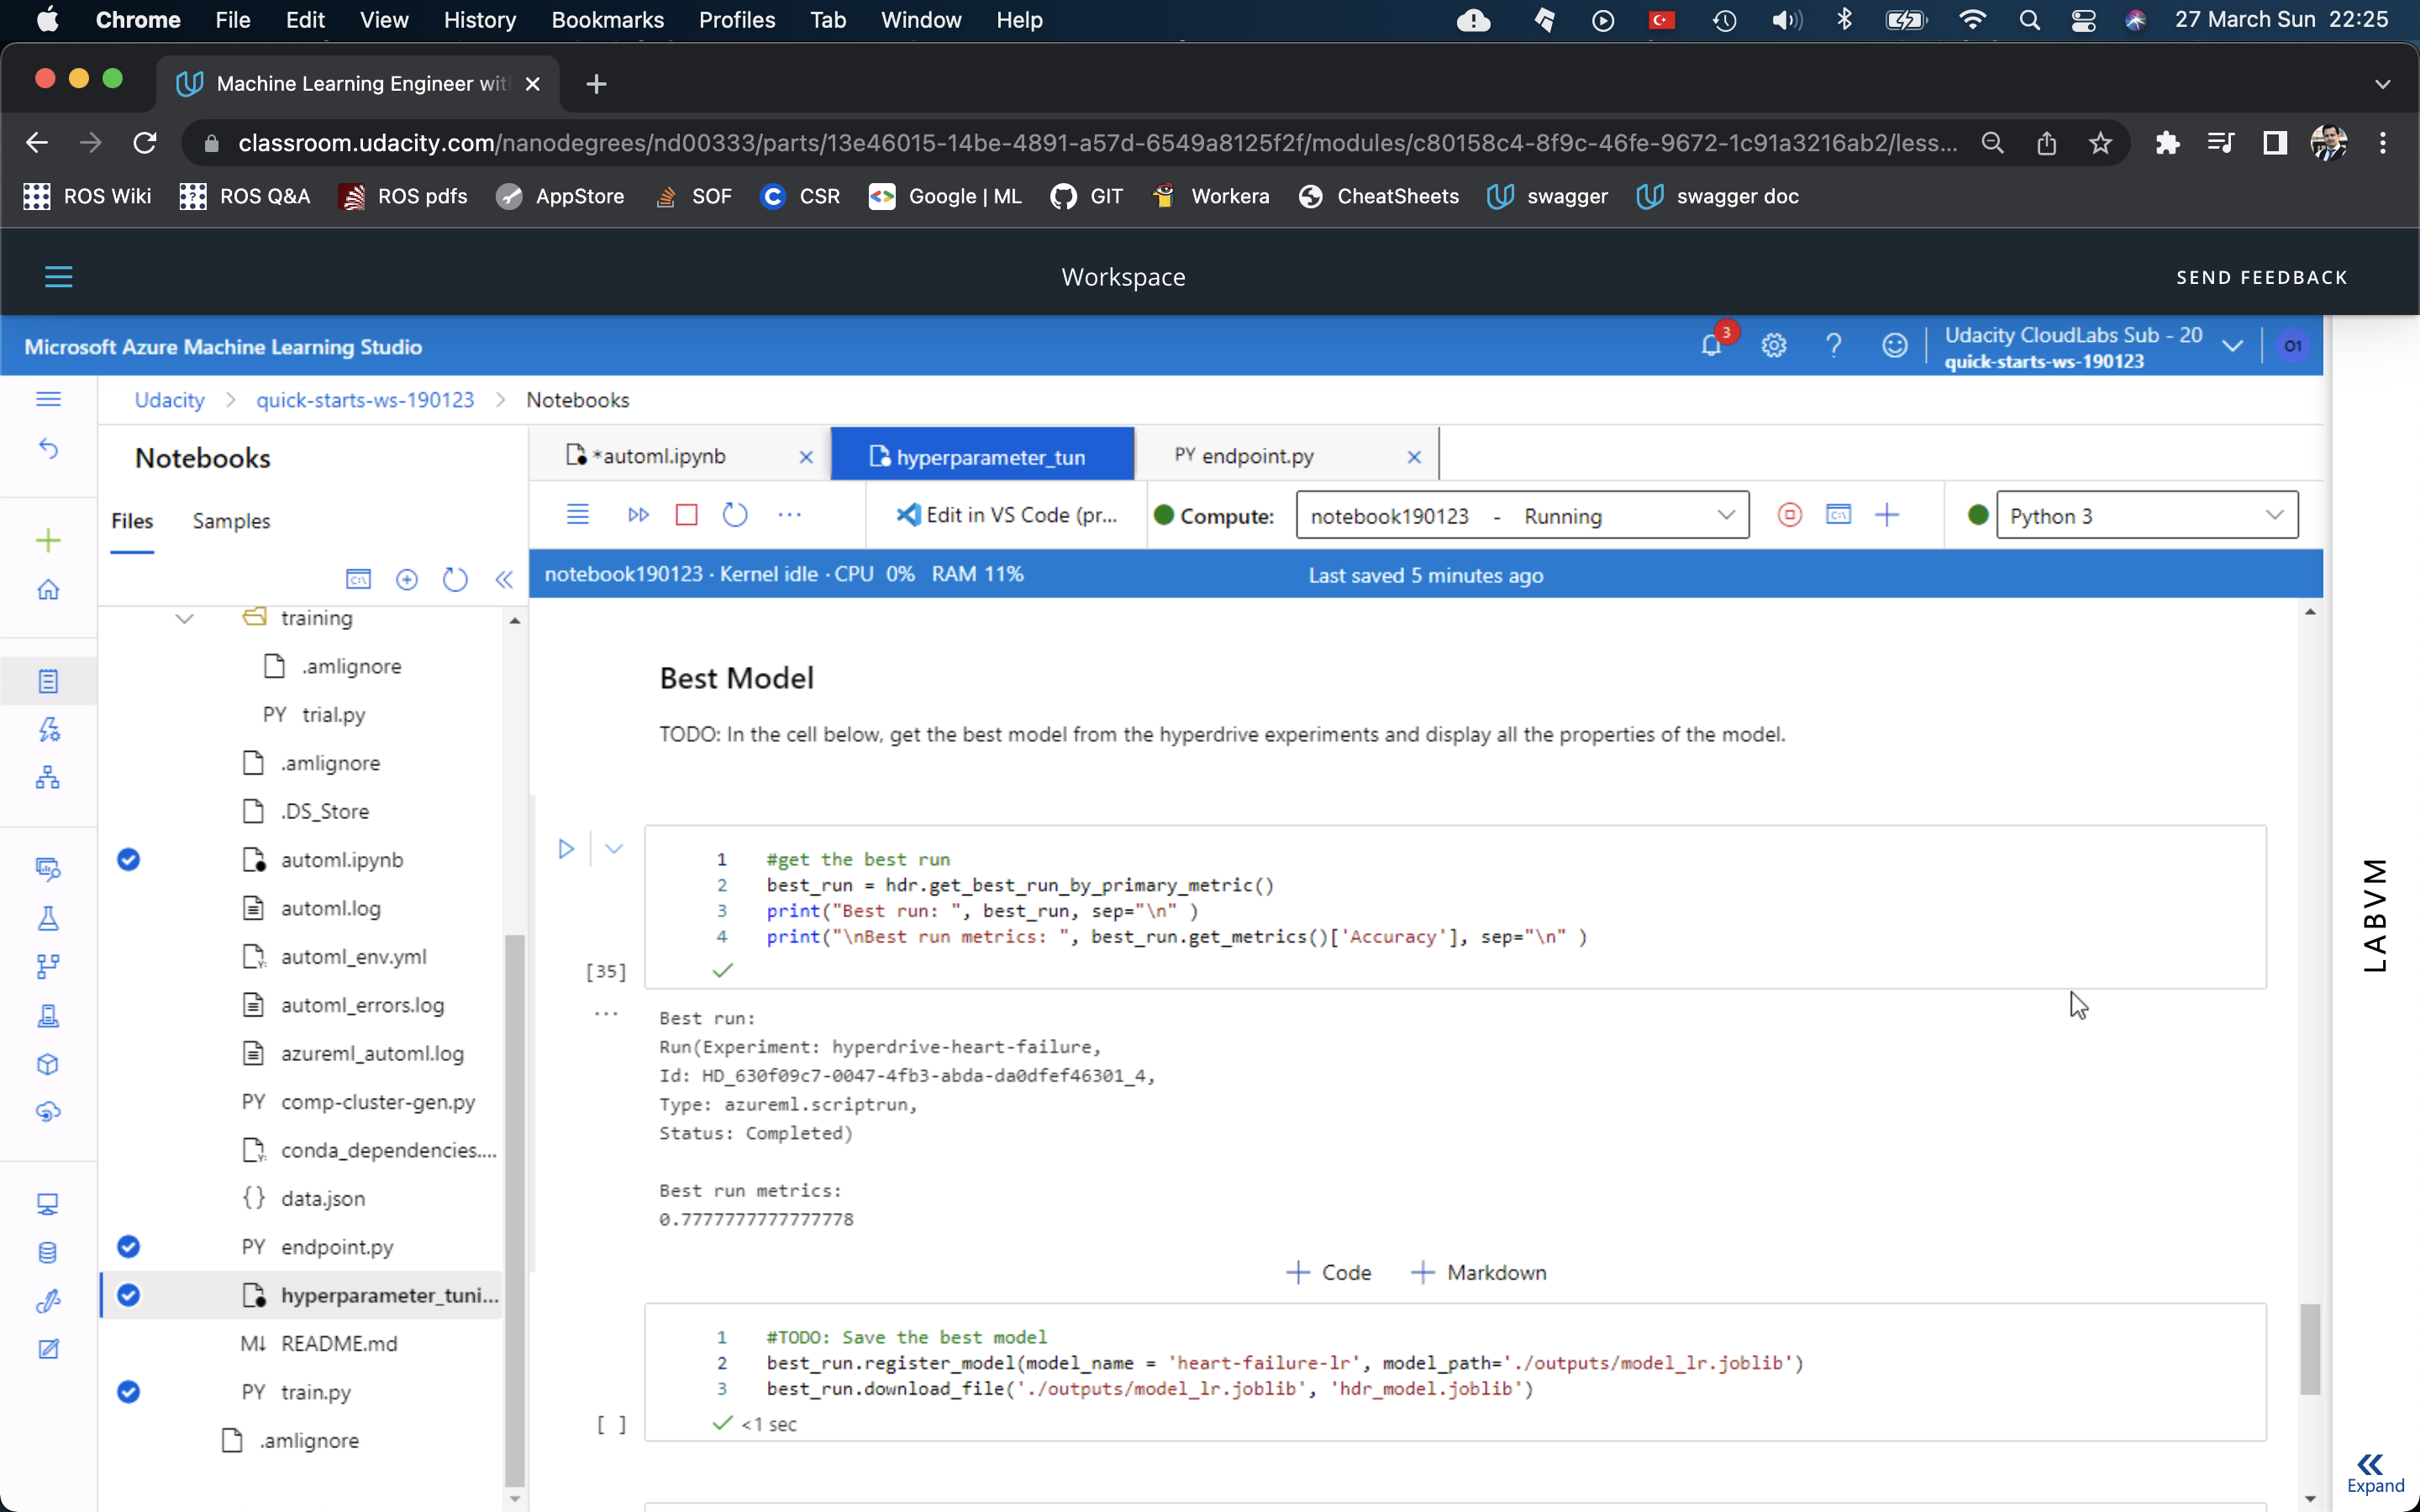 Chrome File Edit View History Bookmarks Profiles Tab Window Help 27 March Sun 22:25
Machine Learning Engineer wit
classroom.udacity.com/nanodegrees/nd00333/parts/13e46015-14be-4891-a57d-6549a8125f2f/modules/c80158c4-8f9c-46fe-9672-1c91a3216ab2/less...
ROS Wiki ROS Q&A ROS pdfs AppStore SOF CSR Google | ML GIT Workera CheatSheets swagger swagger doc
Workspace SEND FEEDBACK
Microsoft Azure Machine Learning Studio 3 Udacity CloudLabs Sub - 20 O1
quick-starts-ws-190123
Udacity > quick-starts-ws-190123 > Notebooks
Notebooks
*automl.ipynb hyperparameter_tun PY endpoint.py
Files Samples
Edit in VS Code (pr... Compute: notebook190123 - Running Python 3
notebook190123 · Kernel idle · CPU 0% RAM 11% Last saved 5 minutes ago
training
.amlignore
PY trial.py
.amlignore
.DS_Store
automl.ipynb
automl.log
automl_env.yml
automl_errors.log
azureml_automl.log
PY comp-cluster-gen.py
conda_dependencies....
{} data.json
PY endpoint.py
hyperparameter_tuni...
M↓ README.md
PY train.py
.amlignore
Best Model
TODO: In the cell below, get the best model from the hyperdrive experiments and display all the properties of the model.
1 #get the best run
2 best_run = hdr.get_best_run_by_primary_metric()
3 print("Best run: ", best_run, sep="\n" )
4 print("\nBest run metrics: ", best_run.get_metrics()['Accuracy'], sep="\n" )
[35]
Best run:
Run(Experiment: hyperdrive-heart-failure,
Id: HD_630f09c7-0047-4fb3-abda-da0dfef46301_4,
Type: azureml.scriptrun,
Status: Completed)
Best run metrics:
0.7777777777777778
+ Code + Markdown
1 #TODO: Save the best model
2 best_run.register_model(model_name = 'heart-failure-lr', model_path='./outputs/model_lr.joblib')
3 best_run.download_file('./outputs/model_lr.joblib', 'hdr_model.joblib')
[ ] <1 sec
LABVM
Expand